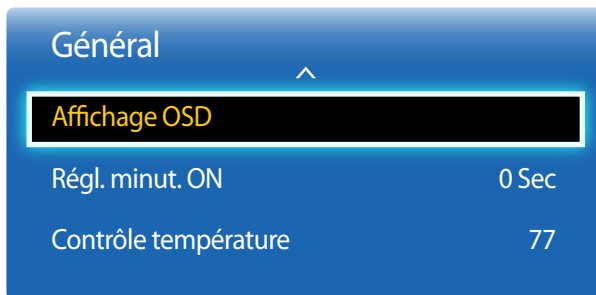 Général
Affichage OSD
Régl. minut. ON 0 Sec
Contrôle température 77